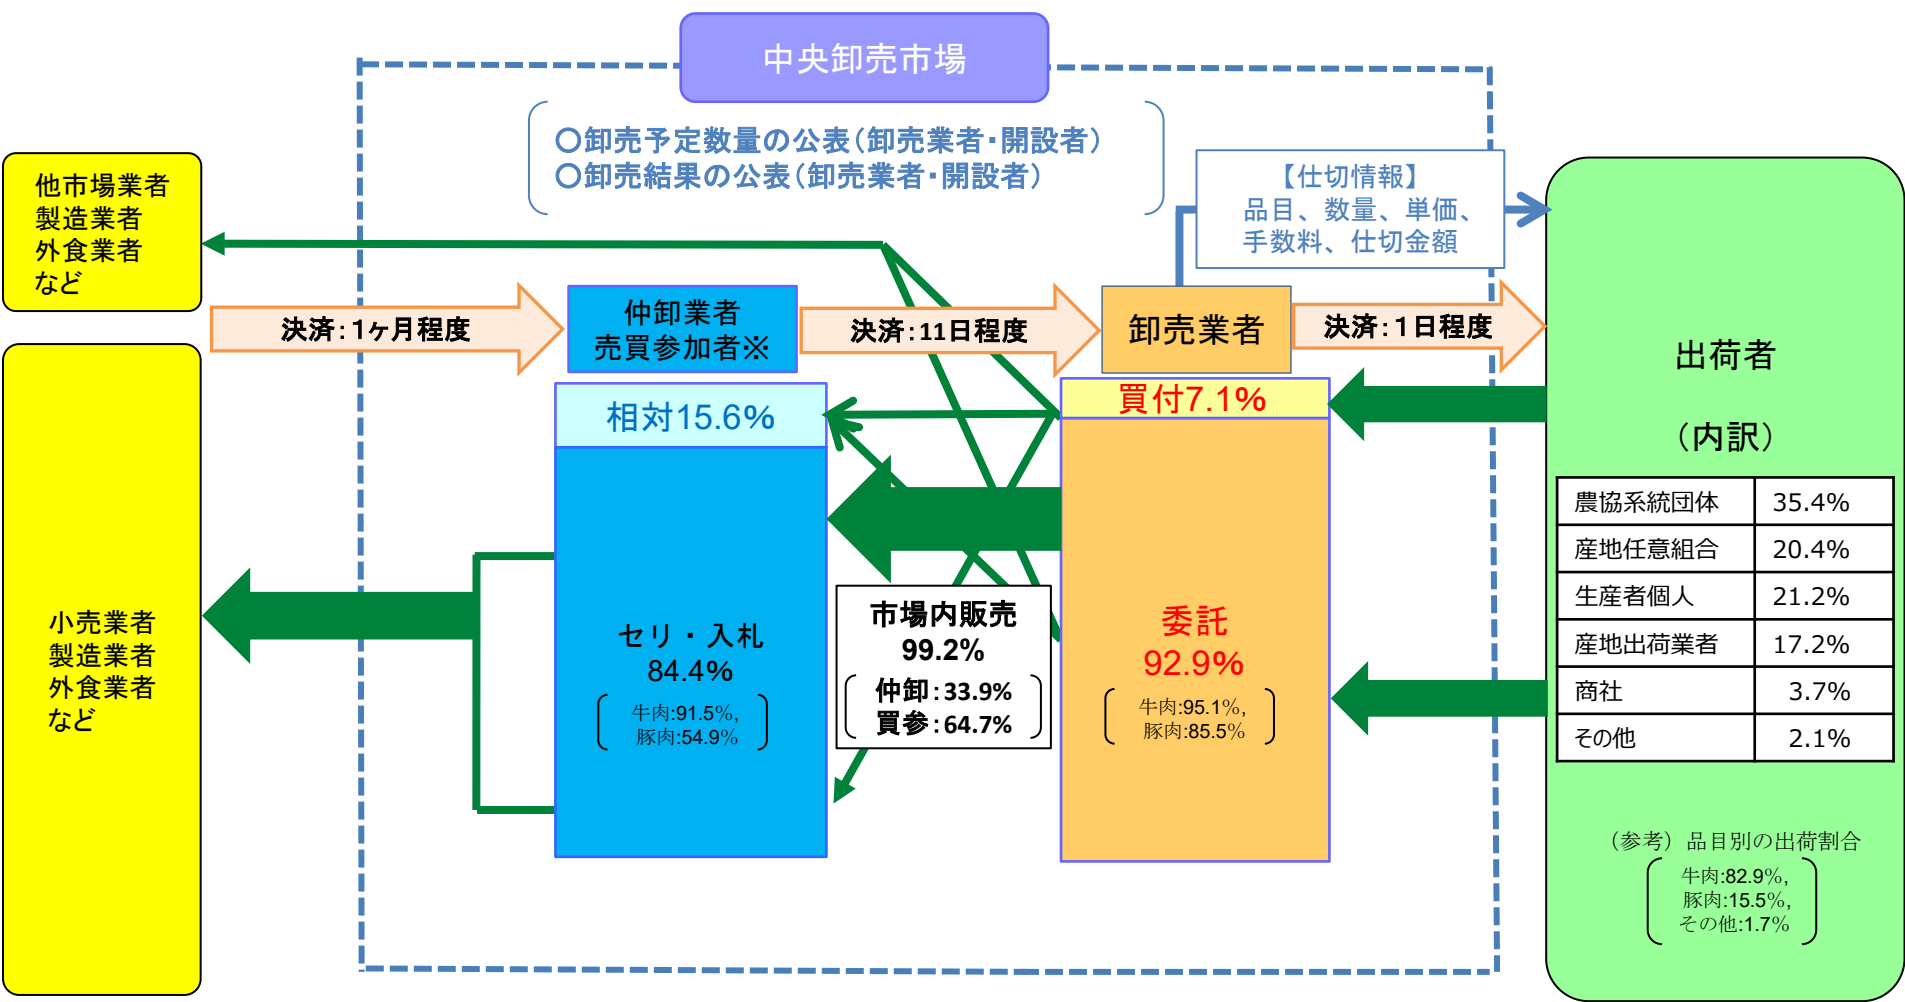 中央卸売市場
○卸売予定数量の公表（卸売業者・開設者）
○卸売結果の公表（卸売業者・開設者）
【仕切情報】
品目、数量、単価、
手数料、仕切金額
他市場業者
製造業者
外食業者
など
決済：1ヶ月程度
仲卸業者
売買参加者※
決済：11日程度
卸売業者
決済：1日程度
出荷者
（内訳）
農協系統団体 35.4%
産地任意組合 20.4%
生産者個人 21.2%
産地出荷業者 17.2%
商社 3.7%
その他 2.1%
（参考）品目別の出荷割合
牛肉:82.9%,
豚肉:15.5%,
その他:1.7%
買付7.1%
委託
92.9%
牛肉:95.1%,
豚肉:85.5%
相対15.6%
セリ・入札
84.4%
牛肉:91.5%,
豚肉:54.9%
市場内販売
99.2%
仲卸：33.9%
買参：64.7%
小売業者
製造業者
外食業者
など